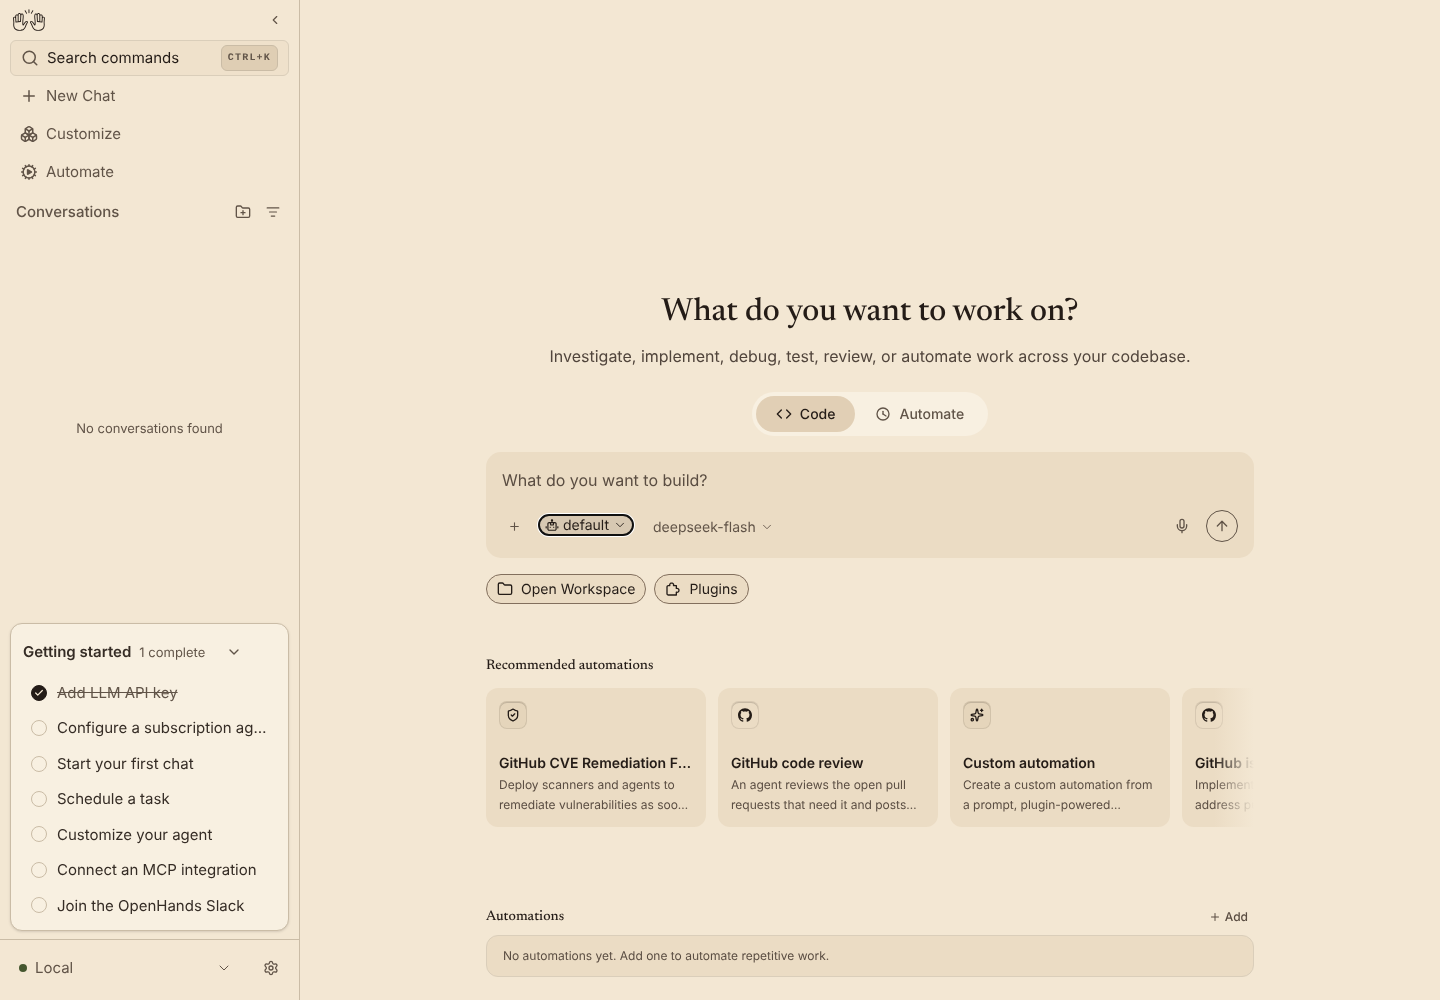 Search commands
CTRL+K
New Chat
Customize
Automate
Conversations
No conversations found
Getting started 1 complete
Add LLM API key
Configure a subscription ag...
Start your first chat
Schedule a task
Customize your agent
Connect an MCP integration
Join the OpenHands Slack
Local
What do you want to work on?
Investigate, implement, debug, test, review, or automate work across your codebase.
Code
Automate
What do you want to build?
default
deepseek-flash
Open Workspace
Plugins
Recommended automations
GitHub CVE Remediation F...
Deploy scanners and agents to
remediate vulnerabilities as soo...
GitHub code review
An agent reviews the open pull
requests that need it and posts...
Custom automation
Create a custom automation from
a prompt, plugin-powered...
GitHub
address
Automations
Add
No automations yet. Add one to automate repetitive work.